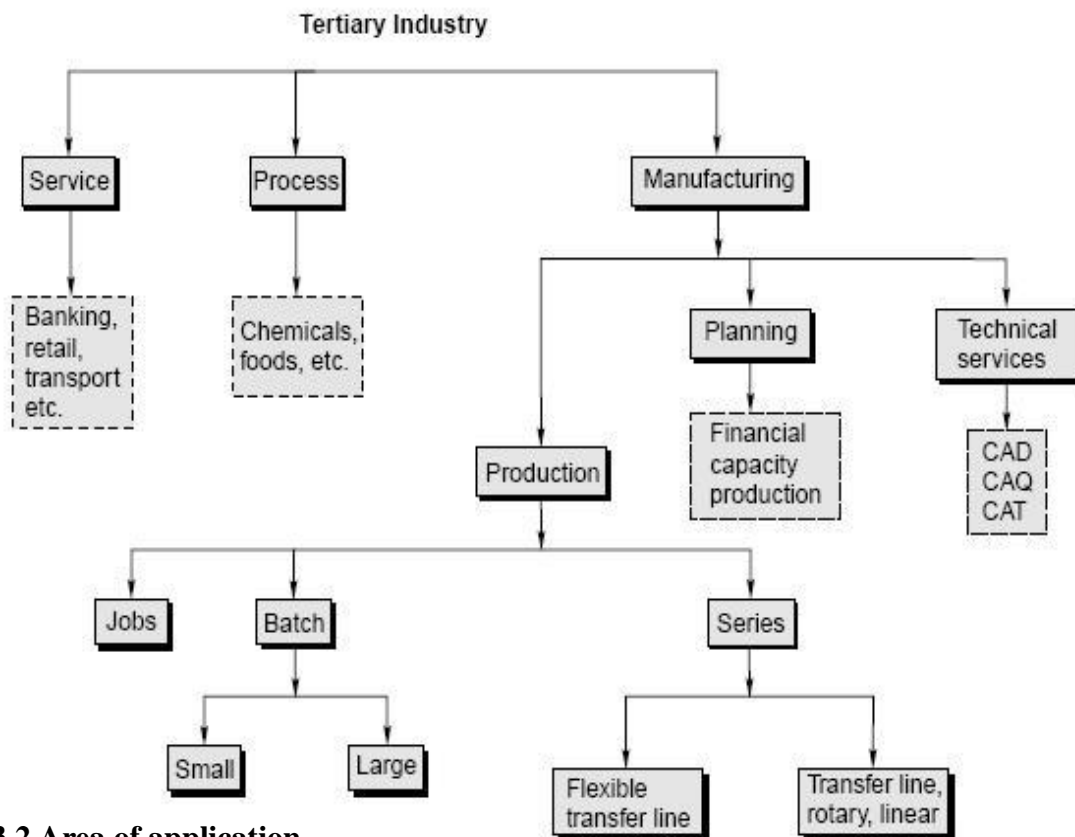 Tertiary Industry
Service
Process
Manufacturing
Banking,
retail,
transport
etc.
Chemicals,
foods, etc.
Planning
Technical
services
Financial
capacity
production
CAD
CAQ
CAT
Production
Jobs
Batch
Series
Small
Large
Flexible
transfer line
Transfer line,
rotary, linear
2 Area of application